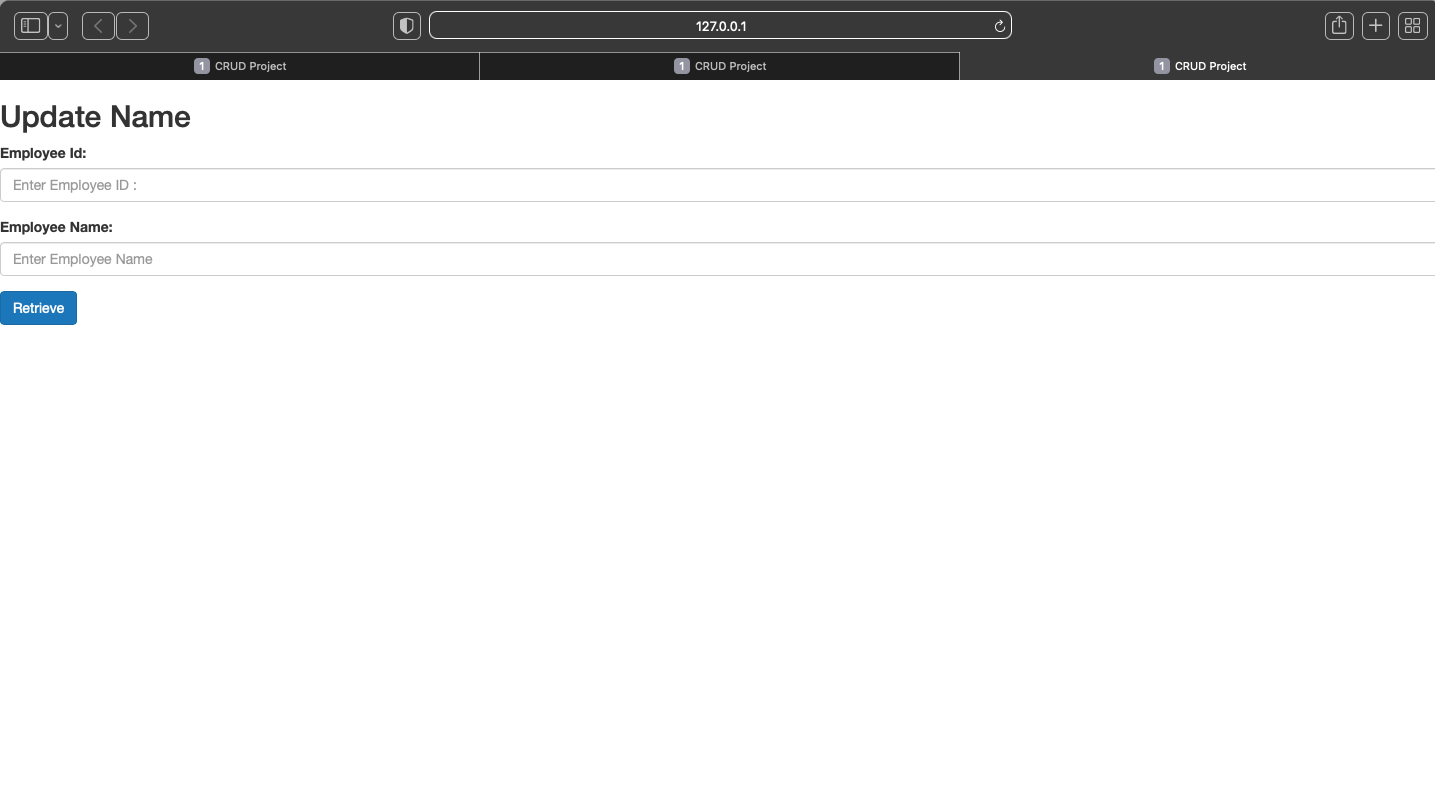 127.0.0.1
1 CRUD Project
1 CRUD Project
1 CRUD Project
Update Name
Employee Id:
Enter Employee ID :
Employee Name:
Enter Employee Name
Retrieve